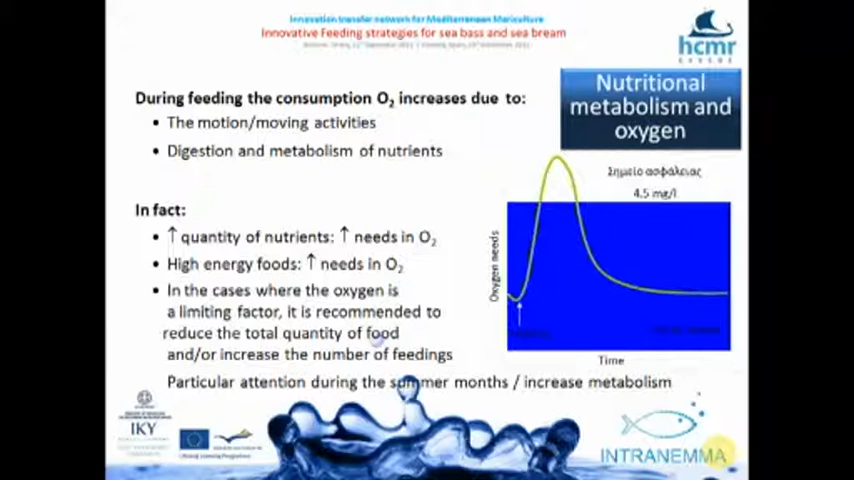 Innovation transfer network for Mediterranean Mariculture
Innovative Feeding strategies for sea bass and sea bream
hcmr
Nutritional
metabolism and
oxygen
During feeding the consumption O₂ increases due to:
• The motion/moving activities
• Digestion and metabolism of nutrients
In fact:
• ↑ quantity of nutrients: ↑ needs in O₂
• High energy foods: ↑ needs in O₂
• In the cases where the oxygen is
a limiting factor, it is recommended to
reduce the total quantity of food
and/or increase the number of feedings
Particular attention during the summer months / increase metabolism
Σημείο ασφάλειας
4.5 mg/l
Oxygen needs
Time
IKY
INTRANEMMA